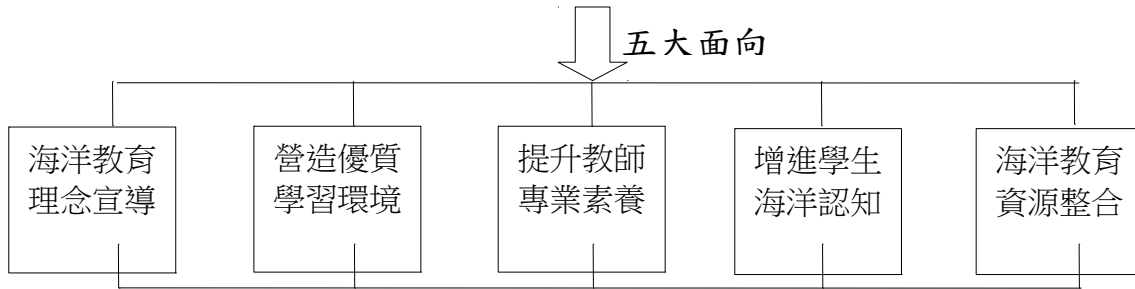 五大面向
海洋教育
理念宣導
營造優質
學習環境
提升教師
專業素養
增進學生
海洋認知
海洋教育
資源整合